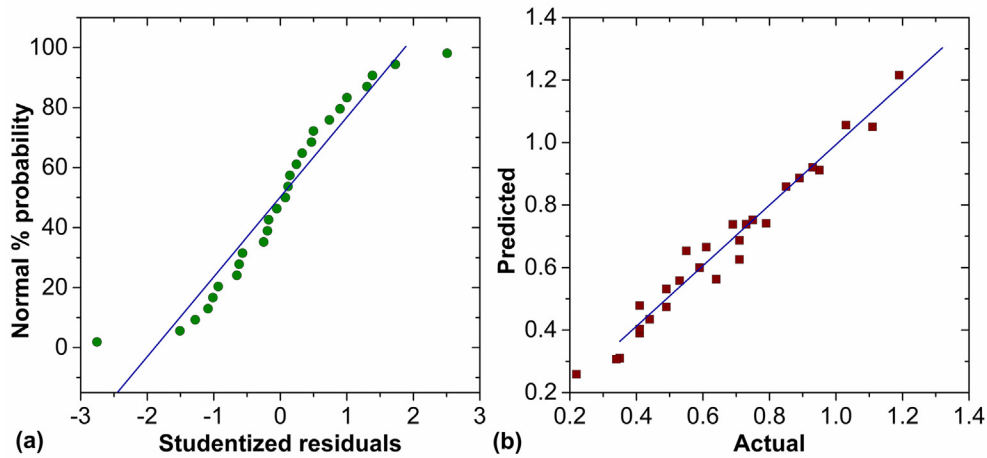 Normal % probability
100
80
60
40
20
0
-3 -2 -1 0 1 2 3
(a) Studentized residuals
Predicted
1.4
1.2
1.0
0.8
0.6
0.4
0.2
0.2 0.4 0.6 0.8 1.0 1.2 1.4
(b) Actual